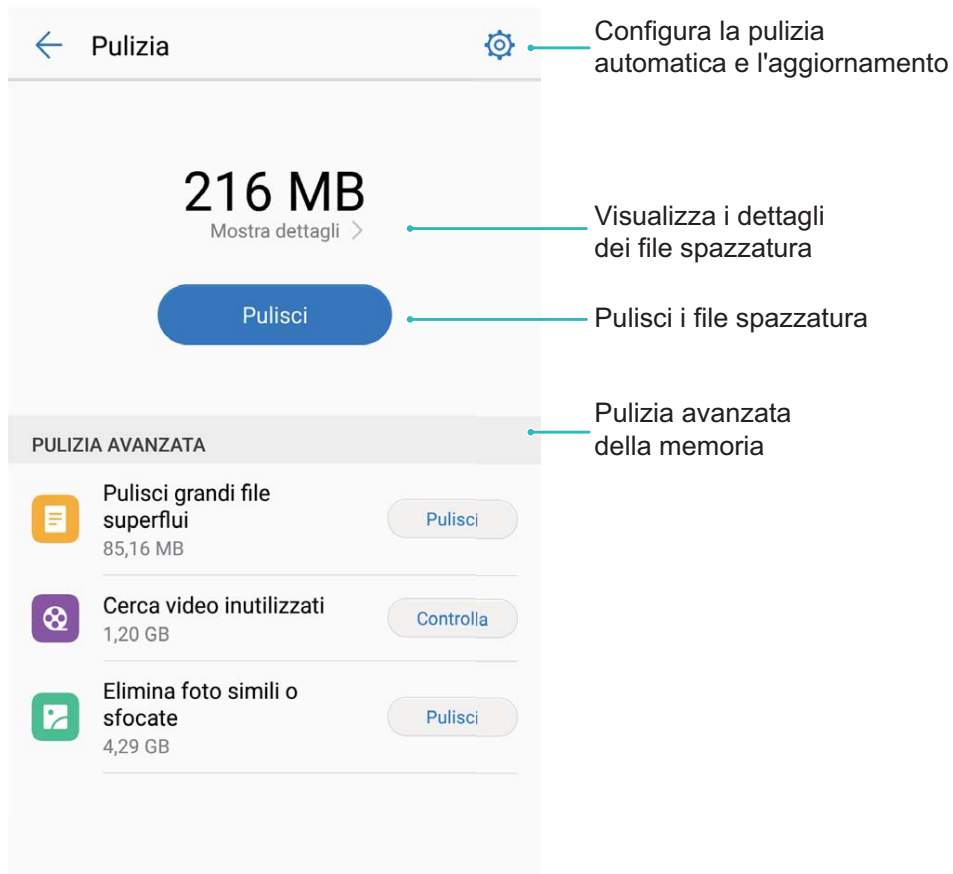 Pulizia
Configura la pulizia
automatica e l'aggiornamento
216 MB
Mostra dettagli
Visualizza i dettagli
dei file spazzatura
Pulisci
Pulisci i file spazzatura
Pulizia avanzata
della memoria
PULIZIA AVANZATA
Pulisci grandi file
superflui
85,16 MB
Pulisci
Cerca video inutilizzati
1,20 GB
Controlla
Elimina foto simili o
sfocate
4,29 GB
Pulisci